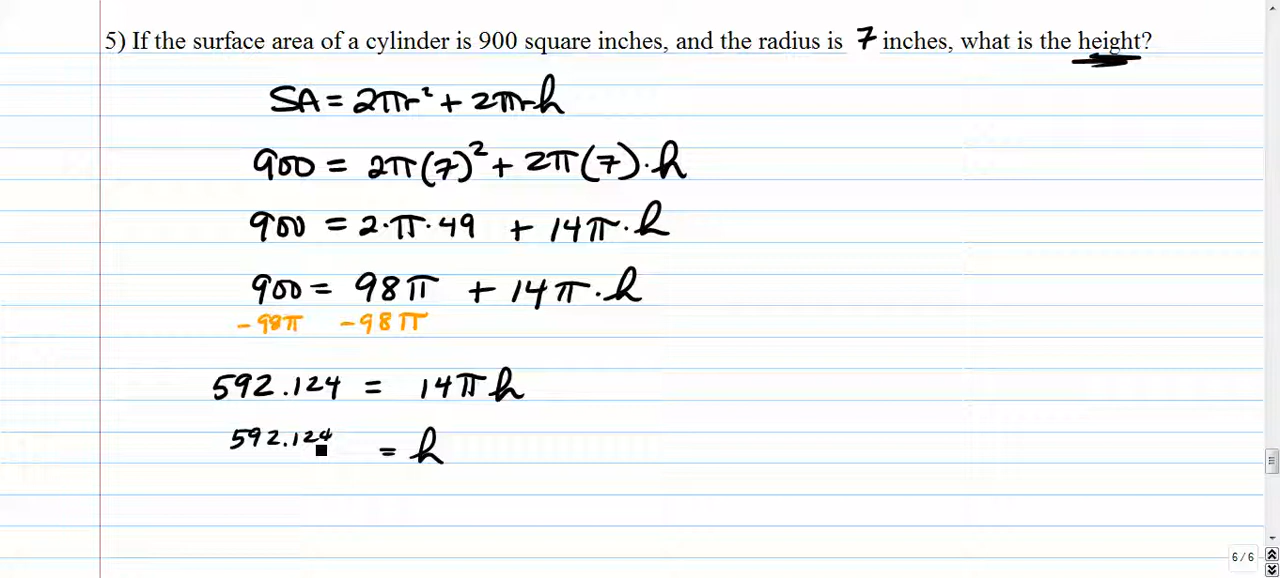 5) If the surface area of a cylinder is 900 square inches, and the radius is 7 inches, what is the height?
SA = 2πr² + 2πrh
900 = 2π(7)² + 2π(7)·h
900 = 2·π·49 + 14π·h
900 = 98π + 14π·h
-98π -98π
592.124 = 14πh
592.124 = h
6/6